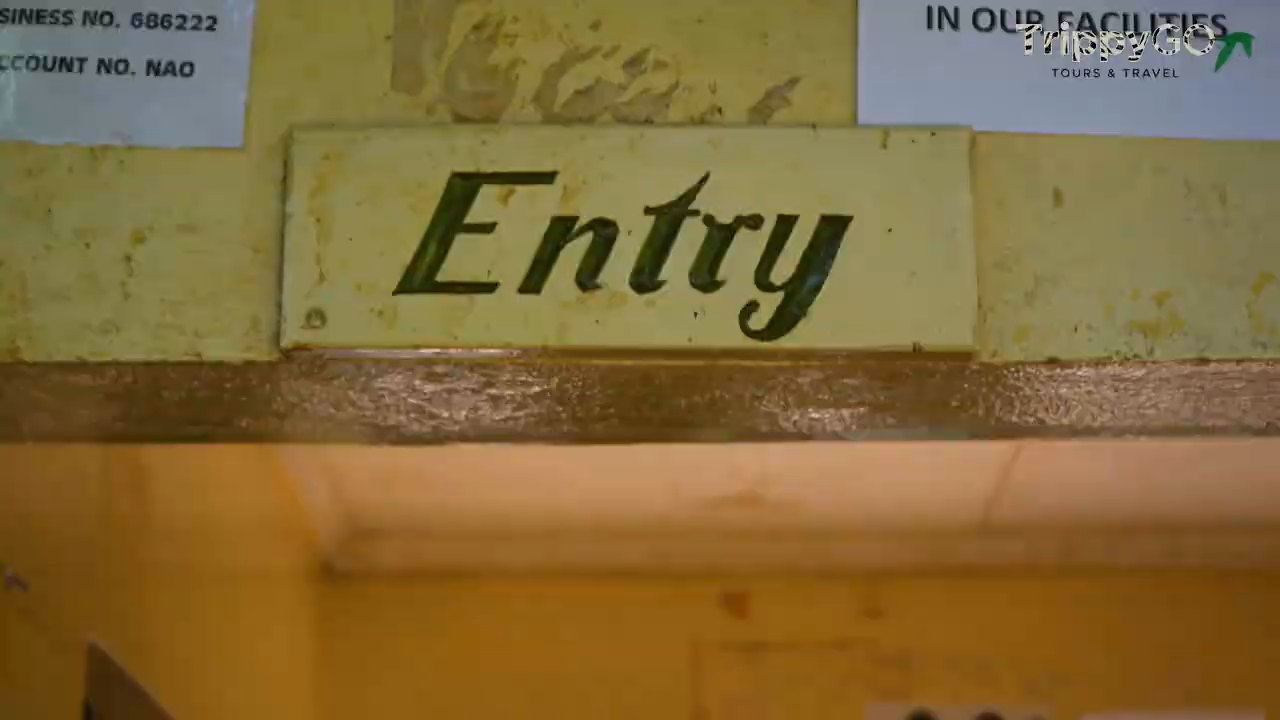 SINESS NO. 686222
CCOUNT NO. NAO
IN OUR FACILITIES
TrippyGO
TOURS & TRAVEL
Entry